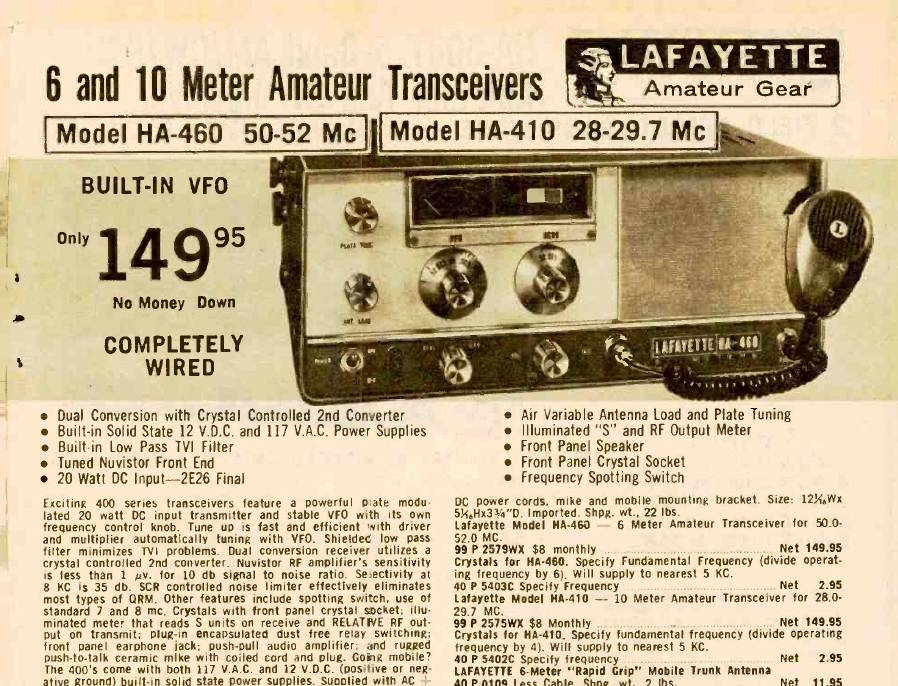 6 and 10 Meter Amateur Transceivers
LAFAYETTE
Amateur Gear
Model HA-460 50-52 Mc
Model HA-410 28-29.7 Mc
BUILT-IN VFO
Only 149 95
No Money Down
COMPLETELY
WIRED
PLATE TUNE
VFO
ANT. LOAD
POWER
L
LAFAYETTE HA-460
• Dual Conversion with Crystal Controlled 2nd Converter
• Built-in Solid State 12 V.D.C. and 117 V.A.C. Power Supplies
• Built-in Low Pass TVI Filter
• Tuned Nuvistor Front End
• 20 Watt DC Input—2E26 Final
• Air Variable Antenna Load and Plate Tuning
• Illuminated "S" and RF Output Meter
• Front Panel Speaker
• Front Panel Crystal Socket
• Frequency Spotting Switch
Exciting 400 series transceivers feature a powerful plate modu-
lated 20 watt DC input transmitter and stable VFO with its own
frequency control knob. Tune up is fast and efficient with driver
and multiplier automatically tuning with VFO. Shielded low pass
filter minimizes TVI problems. Dual conversion receiver utilizes a
crystal controlled 2nd converter. Nuvistor RF amplifier's sensitivity
is less than 1 μv. for 10 db signal to noise ratio. Selectivity at
8 KC is 35 db. SCR controlled noise limiter effectively eliminates
most types of QRM. Other features include spotting switch, use of
standard 7 and 8 mc. Crystals with front panel crystal socket; illu-
minated meter that reads S units on receive and RELATIVE RF out-
put on transmit; plug-in encapsulated dust free relay switching;
front panel earphone jack; push-pull audio amplifier; and rugged
push-to-talk ceramic mike with coiled cord and plug. Going mobile?
The 400's come with both 117 V.A.C. and 12 V.D.C. (positive or neg-
ative ground) built-in solid state power supplies. Supplied with AC +
DC power cords, mike and mobile mounting bracket. Size: Wx
Hx D. Imported. Shpg. wt., 22 lbs.
Lafayette Model HA-460 — 6 Meter Amateur Transceiver for 50.0-
52.0 MC.
99 P 2579WX $8 monthly Net 149.95
Crystals for HA-460. Specify Fundamental Frequency (divide operat-
ing frequency by 6). Will supply to nearest 5 KC.
40 P 5403C Specify Frequency Net 2.95
Lafayette Model HA-410 — 10 Meter Amateur Transceiver for 28.0-
29.7 MC.
99 P 2575WX $8 Monthly Net 149.95
Crystals for HA-410. Specify fundamental frequency (divide operating
frequency by 4). Will supply to nearest 5 KC.
40 P 5402C Specify frequency Net 2.95
LAFAYETTE 6-Meter "Rapid Grip" Mobile Trunk Antenna
40 P 0109 Less Cable. Shpg. wt., 2 lbs. Net 11.95